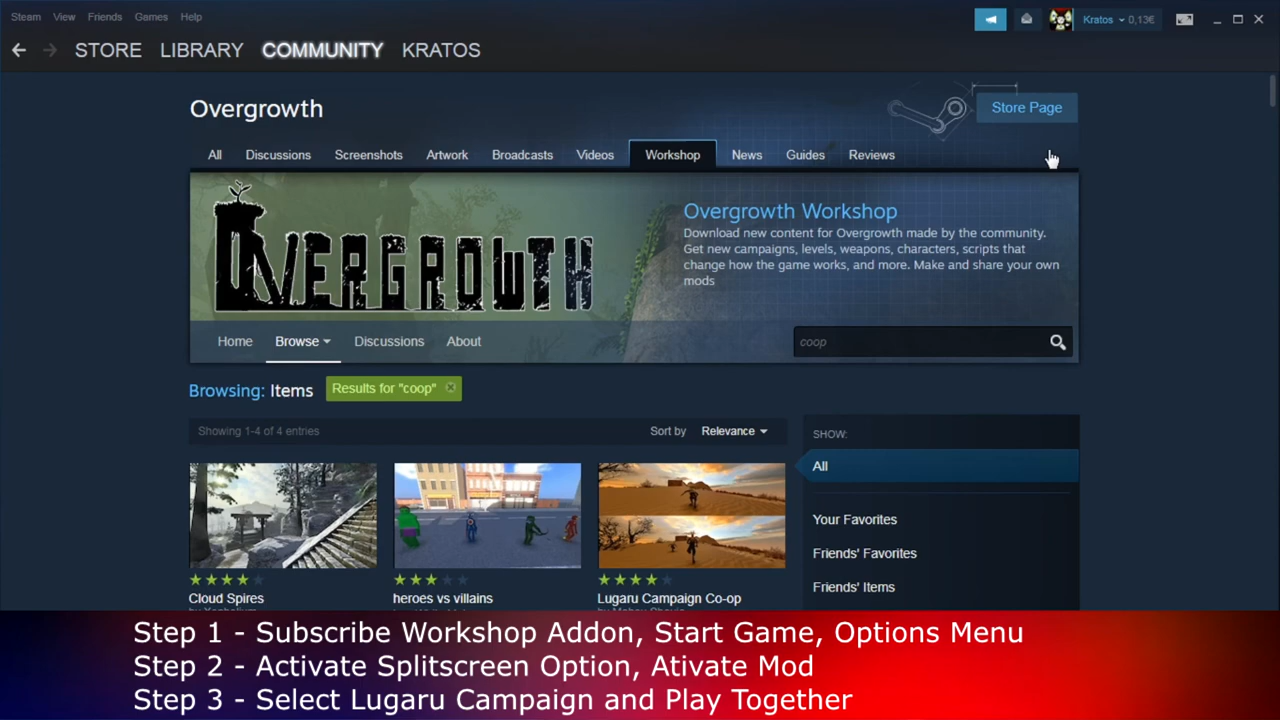 Steam View Friends Games Help
Kratos 0,13€
STORE LIBRARY COMMUNITY KRATOS
Overgrowth
Store Page
All Discussions Screenshots Artwork Broadcasts Videos Workshop News Guides Reviews
OVERGROWTH
Overgrowth Workshop
Download new content for Overgrowth made by the community.
Get new campaigns, levels, weapons, characters, scripts that
change how the game works, and more. Make and share your own
mods
Home Browse Discussions About
coop
Browsing: Items Results for "coop"
Showing 1-4 of 4 entries
Sort by Relevance
SHOW:
All
Your Favorites
Friends' Favorites
Friends' Items
Cloud Spires
heroes vs villains
Lugaru Campaign Co-op
Step 1 - Subscribe Workshop Addon, Start Game, Options Menu
Step 2 - Activate Splitscreen Option, Ativate Mod
Step 3 - Select Lugaru Campaign and Play Together